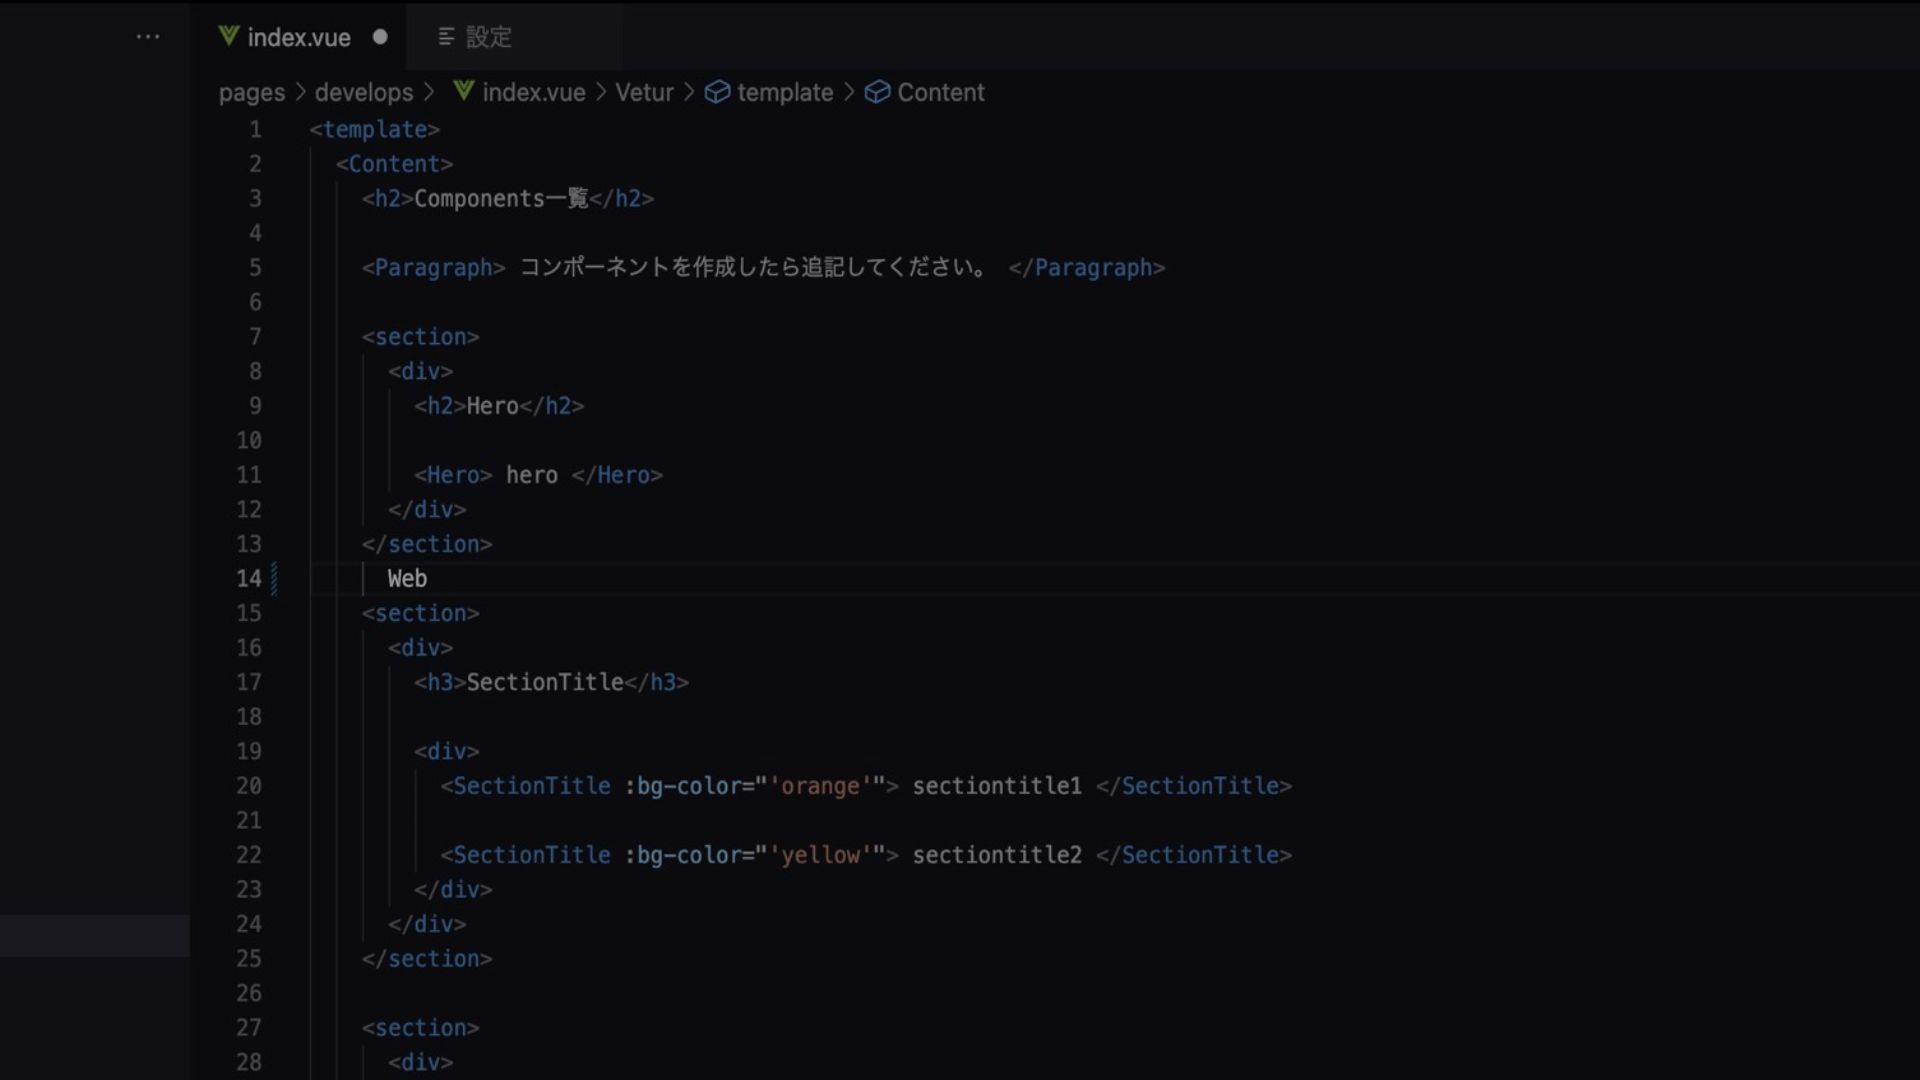 ··· index.vue ● 設定
pages > develops > index.vue > Vetur > template > Content
1 <template>
2 <Content>
3 <h2>Components一覧</h2>
4
5 <Paragraph> コンポーネントを作成したら追記してください。 </Paragraph>
6
7 <section>
8 <div>
9 <h2>Hero</h2>
10
11 <Hero> hero </Hero>
12 </div>
13 </section>
14 Web
15 <section>
16 <div>
17 <h3>SectionTitle</h3>
18
19 <div>
20 <SectionTitle :bg-color="'orange'"> sectiontitle1 </SectionTitle>
21
22 <SectionTitle :bg-color="'yellow'"> sectiontitle2 </SectionTitle>
23 </div>
24 </div>
25 </section>
26
27 <section>
28 <div>